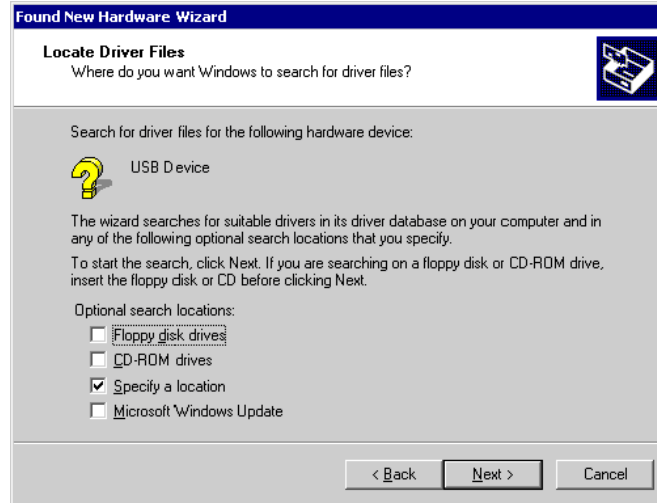 Found New Hardware Wizard
Locate Driver Files
Where do you want Windows to search for driver files?
Search for driver files for the following hardware device:
USB Device
The wizard searches for suitable drivers in its driver database on your computer and in
any of the following optional search locations that you specify.
To start the search, click Next. If you are searching on a floppy disk or CD-ROM drive,
insert the floppy disk or CD before clicking Next.
Optional search locations:
Floppy disk drives
CD-ROM drives
Specify a location
Microsoft Windows Update
< Back Next > Cancel